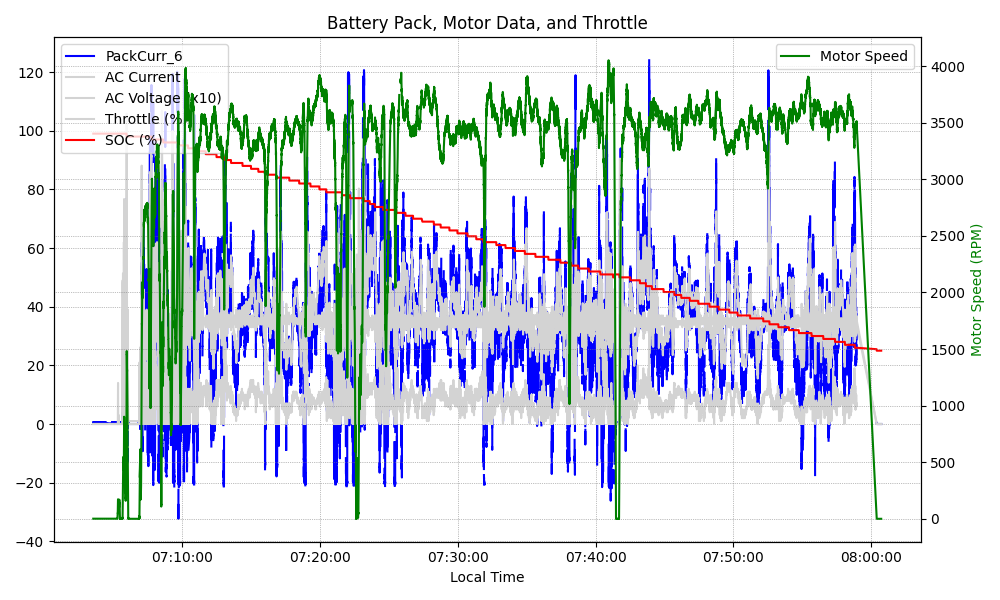 Battery Pack, Motor Data, and Throttle
PackCurr_6
AC Current
AC Voltage (x10)
Throttle (%)
SOC (%)
Motor Speed
120
100
80
60
40
20
0
−20
−40
4000
3500
3000
2500
2000
1500
1000
500
0
Motor Speed (RPM)
07:10:00
07:20:00
07:30:00
07:40:00
07:50:00
08:00:00
Local Time